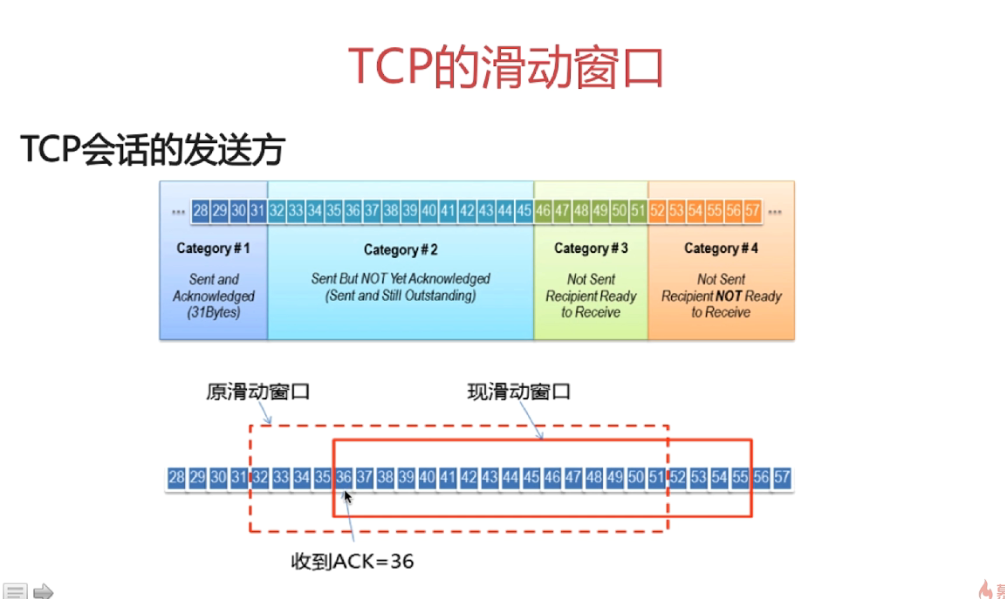 TCP的滑动窗口
TCP会话的发送方
... 28 29 30 31 32 33 34 35 36 37 38 39 40 41 42 43 44 45 46 47 48 49 50 51 52 53 54 55 56 57 ...
Category #1
Sent and
Acknowledged
(31Bytes)
Category #2
Sent But NOT Yet Acknowledged
(Sent and Still Outstanding)
Category #3
Not Sent
Recipient Ready
to Receive
Category #4
Not Sent
Recipient NOT Ready
to Receive
原滑动窗口
现滑动窗口
28 29 30 31 32 33 34 35 36 37 38 39 40 41 42 43 44 45 46 47 48 49 50 51 52 53 54 55 56 57
收到ACK=36